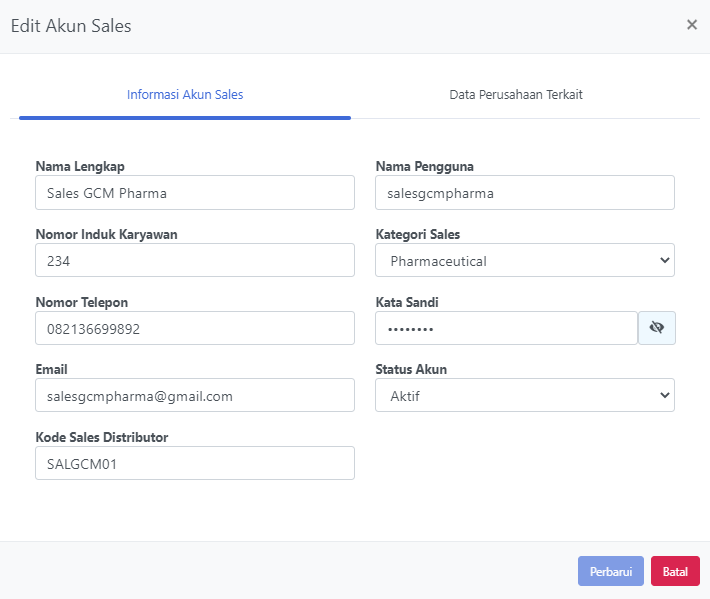 Edit Akun Sales
×
Informasi Akun Sales
Data Perusahaan Terkait
Nama Lengkap
Sales GCM Pharma
Nama Pengguna
salesgcmpharma
Nomor Induk Karyawan
234
Kategori Sales
Pharmaceutical
Nomor Telepon
082136699892
Kata Sandi
••••••••
Email
salesgcmpharma@gmail.com
Status Akun
Aktif
Kode Sales Distributor
SALGCM01
Perbarui
Batal